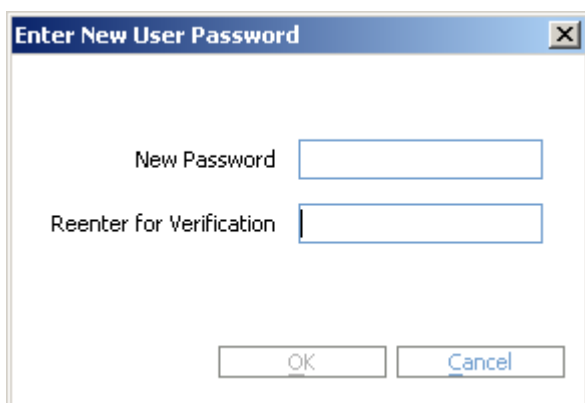 Enter New User Password
New Password
Reenter for Verification
OK Cancel